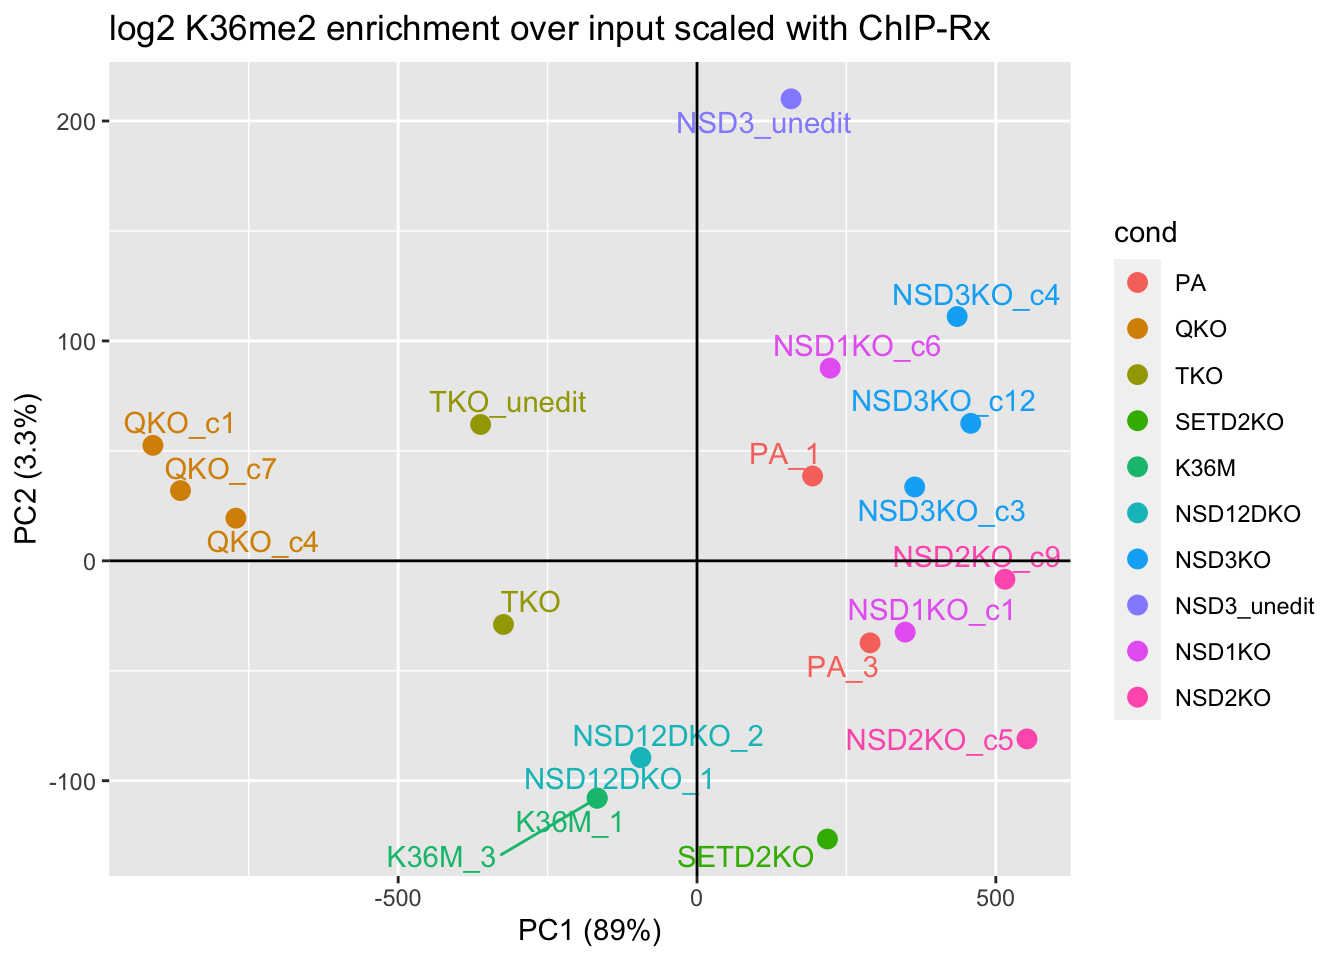 log2 K36me2 enrichment over input scaled with ChIP-Rx
NSD3_unedit
NSD3KO_c4
NSD1KO_c6
NSD3KO_c12
TKO_unedit
QKO_c1
PA_1
QKO_c7
NSD3KO_c3
QKO_c4
NSD2KO_c9
TKO
NSD1KO_c1
PA_3
NSD12DKO_2
NSD2KO_c5
NSD12DKO_1
K36M_1
K36M_3
SETD2KO
200
100
0
-100
PC2 (3.3%)
-500
0
500
PC1 (89%)
cond
PA
QKO
TKO
SETD2KO
K36M
NSD12DKO
NSD3KO
NSD3_unedit
NSD1KO
NSD2KO